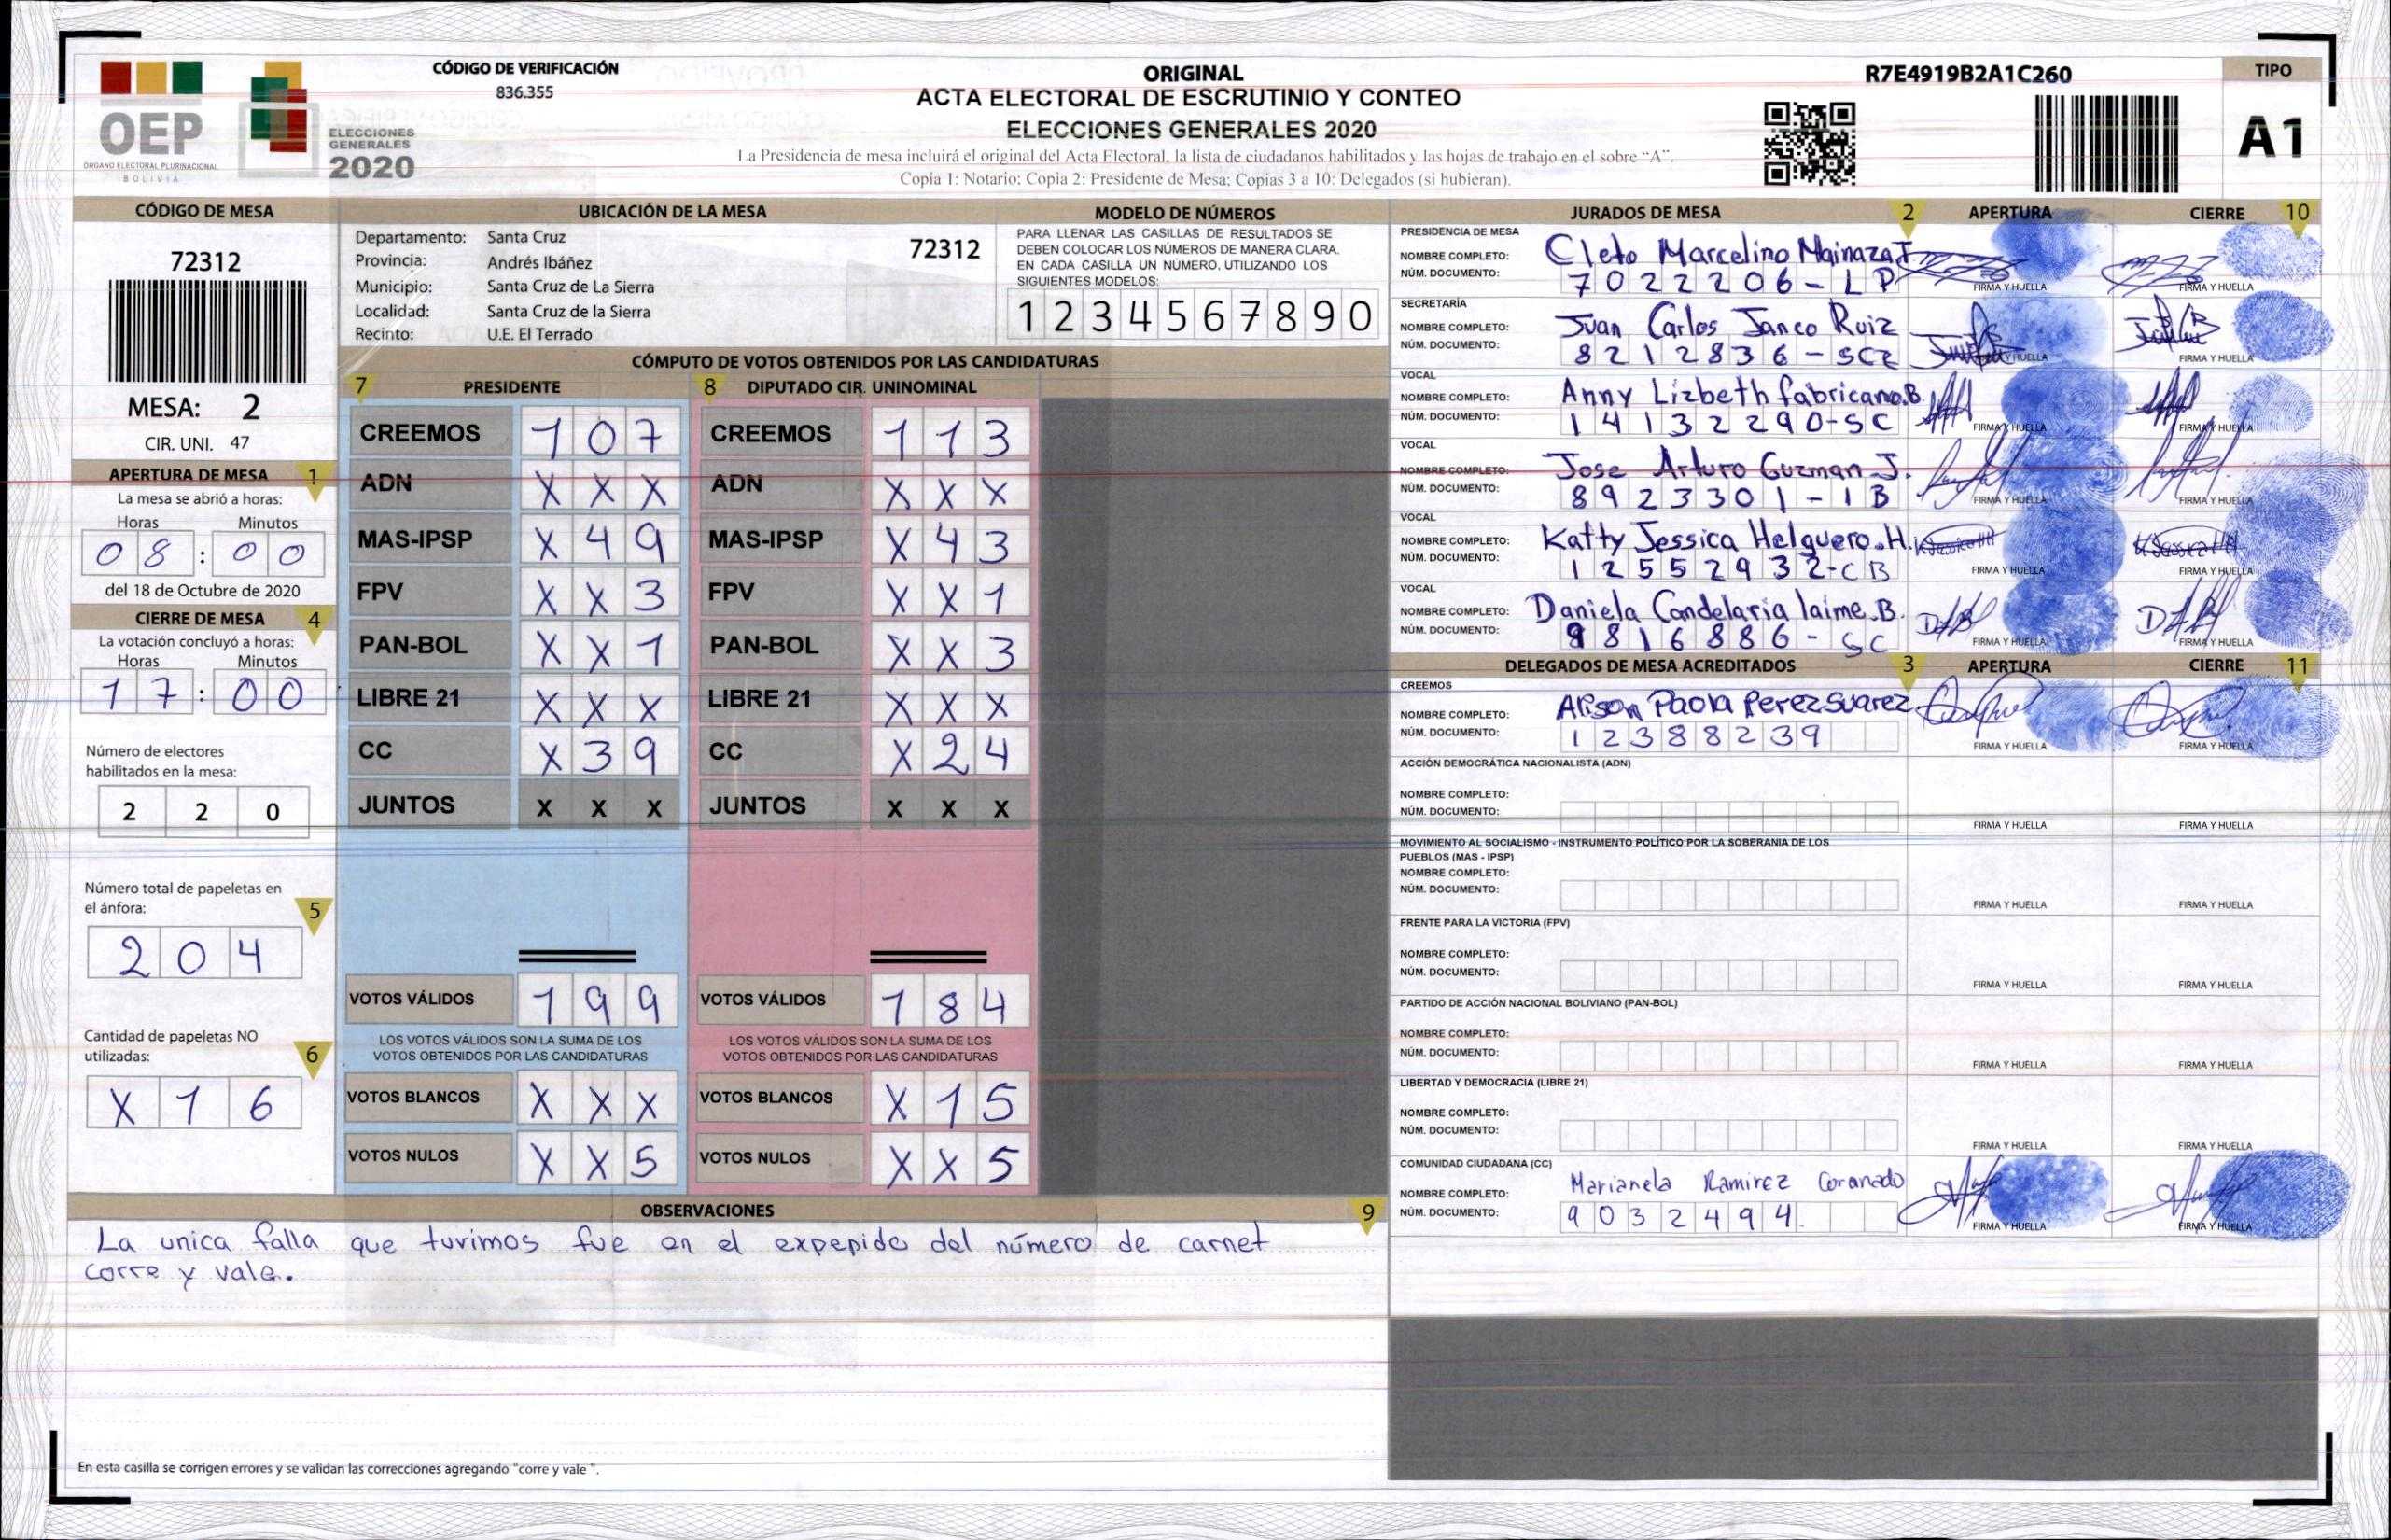 OEP
ÓRGANO ELECTORAL PLURINACIONAL
BOLIVIA
ELECCIONES
GENERALES
2020
CÓDIGO DE VERIFICACIÓN
836.355
ORIGINAL
ACTA ELECTORAL DE ESCRUTINIO Y CONTEO
ELECCIONES GENERALES 2020
La Presidencia de mesa incluirá el original del Acta Electoral, la lista de ciudadanos habilitados y las hojas de trabajo en el sobre “A”.
Copia 1: Notario; Copia 2: Presidente de Mesa; Copias 3 a 10: Delegados (si hubieran).
R7E4919B2A1C260
TIPO
A1
CÓDIGO DE MESA
72312
MESA: 2
CIR. UNI. 47
APERTURA DE MESA 1
La mesa se abrió a horas:
Horas Minutos
08:00
del 18 de Octubre de 2020
CIERRE DE MESA 4
La votación concluyó a horas:
Horas Minutos
17:00
Número de electores
habilitados en la mesa:
2 2 0
Número total de papeletas en
el ánfora:
5
2 0 4
Cantidad de papeletas NO
utilizadas:
6
X 1 6
UBICACIÓN DE LA MESA
Departamento: Santa Cruz 72312
Provincia: Andrés Ibáñez
Municipio: Santa Cruz de La Sierra
Localidad: Santa Cruz de la Sierra
Recinto: U.E. El Terrado
MODELO DE NÚMEROS
PARA LLENAR LAS CASILLAS DE RESULTADOS SE
DEBEN COLOCAR LOS NÚMEROS DE MANERA CLARA.
EN CADA CASILLA UN NÚMERO, UTILIZANDO LOS
SIGUIENTES MODELOS:
1 2 3 4 5 6 7 8 9 0
CÓMPUTO DE VOTOS OBTENIDOS POR LAS CANDIDATURAS
7 PRESIDENTE 8 DIPUTADO CIR. UNINOMINAL
CREEMOS 1 0 7 CREEMOS 1 1 3
ADN X X X ADN X X X
MAS-IPSP X 4 9 MAS-IPSP X 4 3
FPV X X 3 FPV X X 1
PAN-BOL X X 1 PAN-BOL X X 3
LIBRE 21 X X X LIBRE 21 X X X
CC X 3 9 CC X 2 4
JUNTOS X X X JUNTOS X X X
VOTOS VÁLIDOS 1 9 9 VOTOS VÁLIDOS 1 8 4
LOS VOTOS VÁLIDOS SON LA SUMA DE LOS LOS VOTOS VÁLIDOS SON LA SUMA DE LOS
VOTOS OBTENIDOS POR LAS CANDIDATURAS VOTOS OBTENIDOS POR LAS CANDIDATURAS
VOTOS BLANCOS X X X VOTOS BLANCOS X 1 5
VOTOS NULOS X X 5 VOTOS NULOS X X 5
OBSERVACIONES 9
La unica falla que tuvimos fue en el expepido del número de carnet
corre y vale.
En esta casilla se corrigen errores y se validan las correcciones agregando "corre y vale ".
JURADOS DE MESA 2 APERTURA CIERRE 10
PRESIDENCIA DE MESA
NOMBRE COMPLETO: Cleto Marcelino
NÚM. DOCUMENTO: 7022206-LP
FIRMA Y HUELLA FIRMA Y HUELLA
SECRETARÍA
NOMBRE COMPLETO: Juan Carlos Janco Ruiz
NÚM. DOCUMENTO: 8212836-SCZ
FIRMA Y HUELLA FIRMA Y HUELLA
VOCAL
NOMBRE COMPLETO: Anny Lizbeth fabricano.B
NÚM. DOCUMENTO: 14132290-SC
FIRMA Y HUELLA FIRMA Y HUELLA
VOCAL
NOMBRE COMPLETO: Jose Arturo Guzman J.
NÚM. DOCUMENTO: 8923301-1B
FIRMA Y HUELLA FIRMA Y HUELLA
VOCAL
NOMBRE COMPLETO: Katty Jessica Helguero.H.
NÚM. DOCUMENTO: 12552932-CB
FIRMA Y HUELLA FIRMA Y HUELLA
VOCAL
NOMBRE COMPLETO: Daniela Candelaria laime.B.
NÚM. DOCUMENTO: 9816886-SC
FIRMA Y HUELLA FIRMA Y HUELLA
DELEGADOS DE MESA ACREDITADOS 3 APERTURA CIERRE 11
CREEMOS
NOMBRE COMPLETO: Alison Paola Perez Suarez
NÚM. DOCUMENTO: 12388239
FIRMA Y HUELLA FIRMA Y HUELLA
ACCIÓN DEMOCRÁTICA NACIONALISTA (ADN)
NOMBRE COMPLETO:
NÚM. DOCUMENTO:
FIRMA Y HUELLA FIRMA Y HUELLA
MOVIMIENTO AL SOCIALISMO - INSTRUMENTO POLÍTICO POR LA SOBERANIA DE LOS
PUEBLOS (MAS - IPSP)
NOMBRE COMPLETO:
NÚM. DOCUMENTO:
FIRMA Y HUELLA FIRMA Y HUELLA
FRENTE PARA LA VICTORIA (FPV)
NOMBRE COMPLETO:
NÚM. DOCUMENTO:
FIRMA Y HUELLA FIRMA Y HUELLA
PARTIDO DE ACCIÓN NACIONAL BOLIVIANO (PAN-BOL)
NOMBRE COMPLETO:
NÚM. DOCUMENTO:
FIRMA Y HUELLA FIRMA Y HUELLA
LIBERTAD Y DEMOCRACIA (LIBRE 21)
NOMBRE COMPLETO:
NÚM. DOCUMENTO:
FIRMA Y HUELLA FIRMA Y HUELLA
COMUNIDAD CIUDADANA (CC)
NOMBRE COMPLETO: Marianela Ramirez Coronado
NÚM. DOCUMENTO: 9032494.
FIRMA Y HUELLA FIRMA Y HUELLA